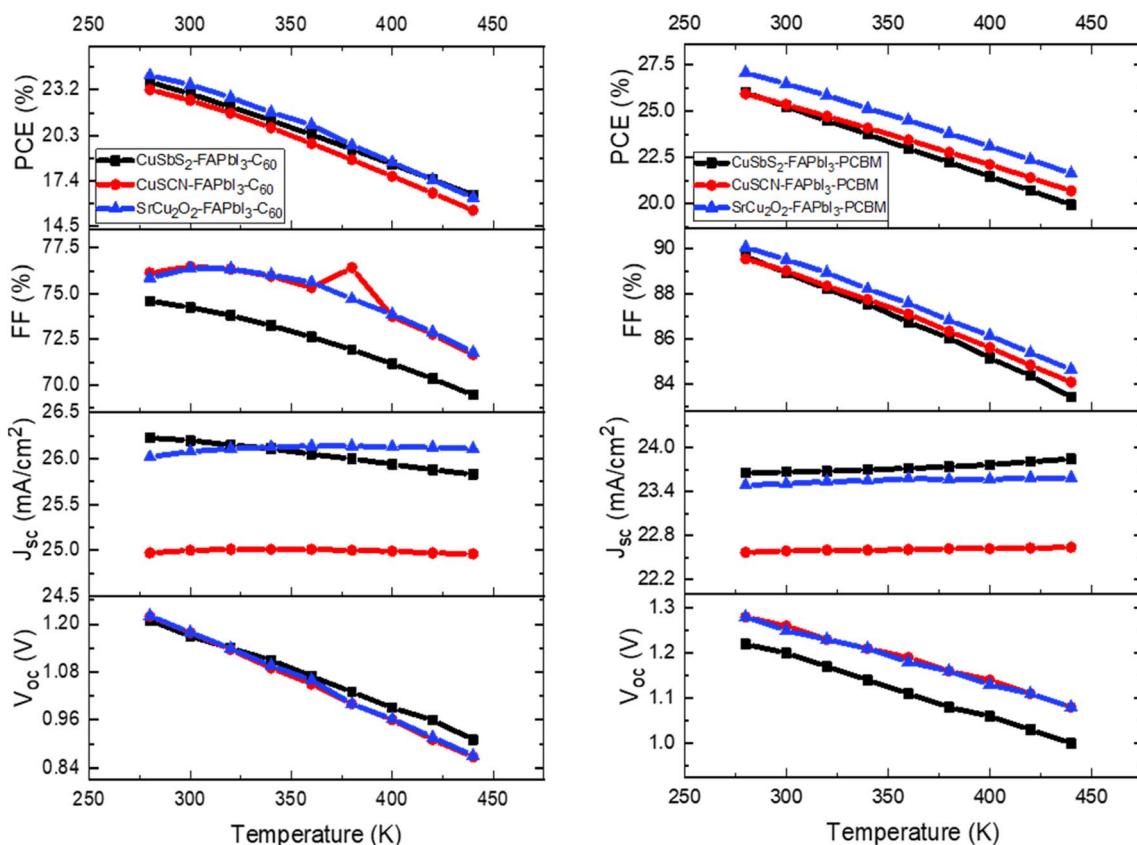 250 300 350 400 450
PCE (%)
23.2
20.3
17.4
14.5
CuSbS₂-FAPbI₃-C₆₀
CuSCN-FAPbI₃-C₆₀
SrCu₂O₂-FAPbI₃-C₆₀
FF (%)
77.5
75.0
72.5
70.0
Jsc (mA/cm²)
26.5
26.0
25.5
25.0
24.5
Voc (V)
1.20
1.08
0.96
0.84
250 300 350 400 450
Temperature (K)
250 300 350 400 450
PCE (%)
27.5
25.0
22.5
20.0
CuSbS₂-FAPbI₃-PCBM
CuSCN-FAPbI₃-PCBM
SrCu₂O₂-FAPbI₃-PCBM
FF (%)
90
88
86
84
Jsc (mA/cm²)
24.0
23.4
22.8
22.2
Voc (V)
1.3
1.2
1.1
1.0
250 300 350 400 450
Temperature (K)